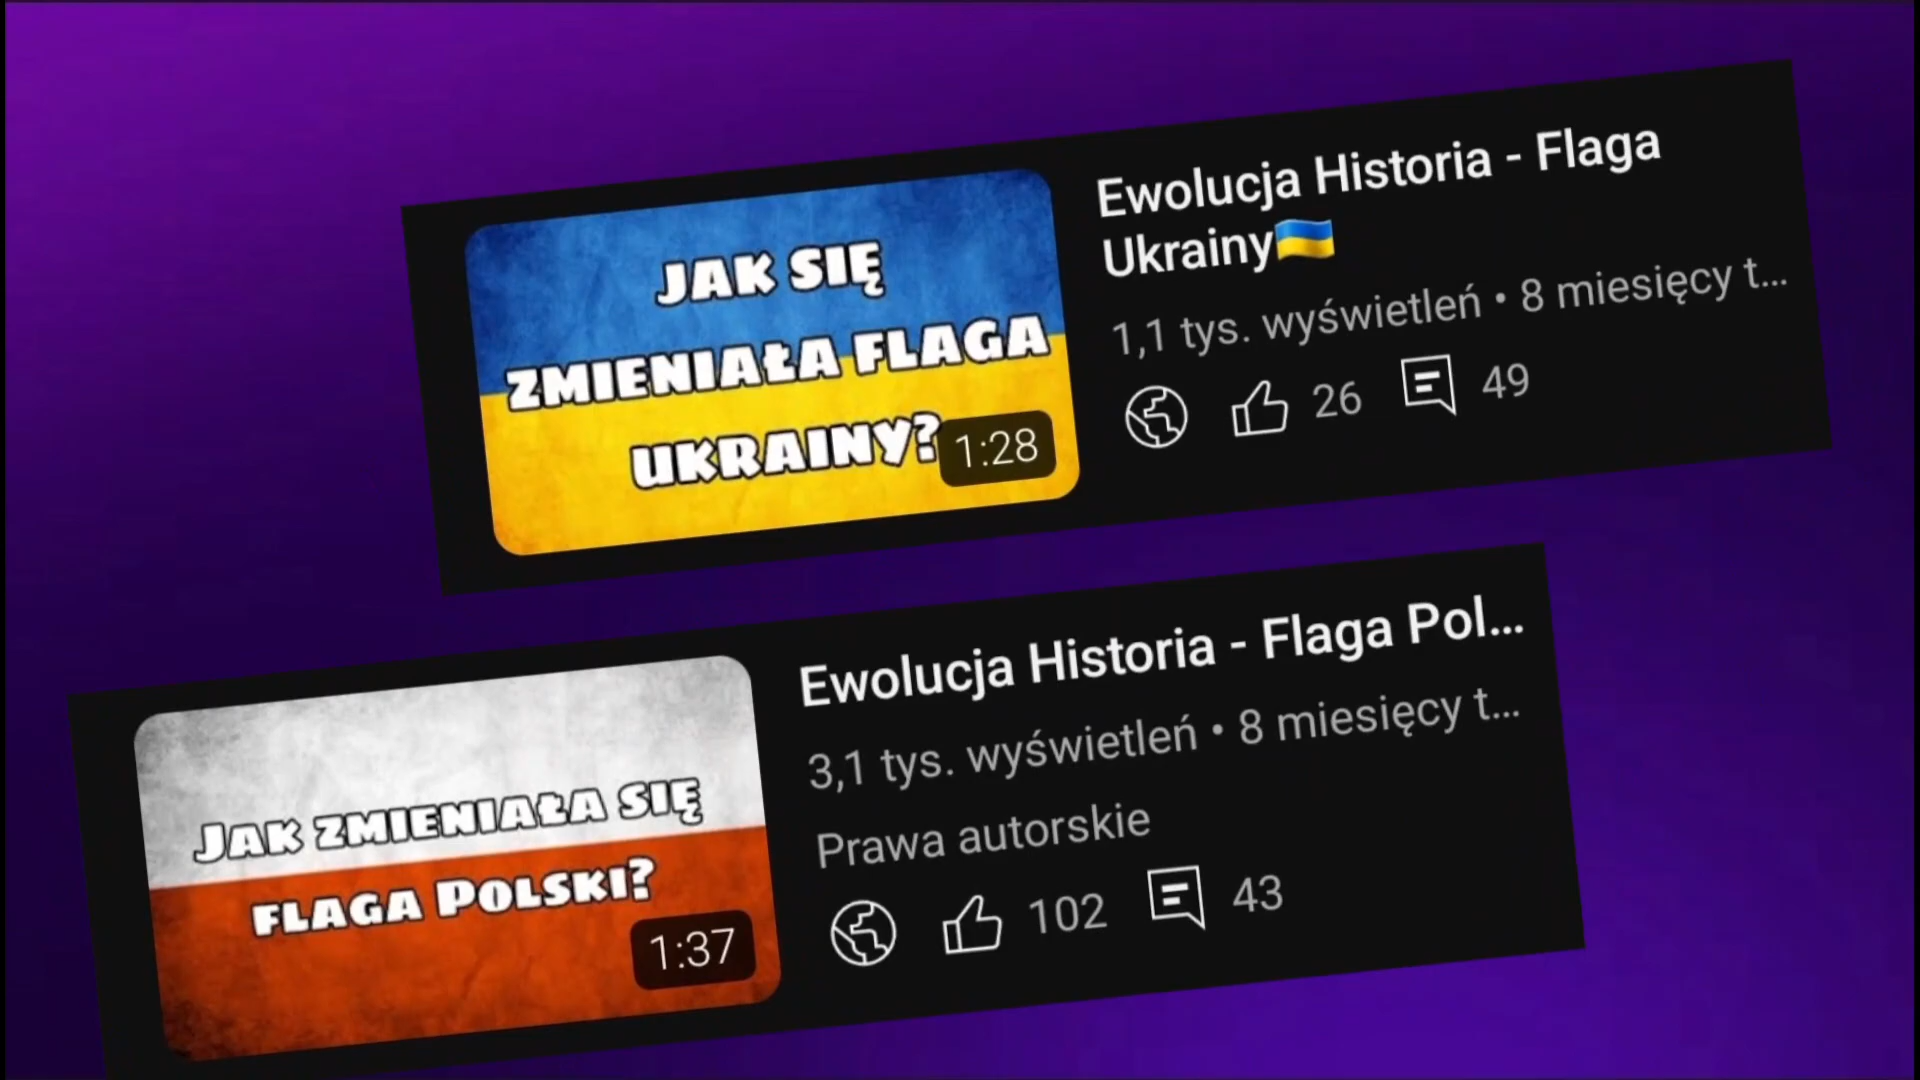 JAK SIĘ
ZMIENIAŁA FLAGA
UKRAINY?
1:28
Ewolucja Historia - Flaga
Ukrainy🇺🇦
1,1 tys. wyświetleń • 8 miesięcy t...
26 49
JAK ZMIENIAŁA SIĘ
FLAGA POLSKI?
1:37
Ewolucja Historia - Flaga Pol...
3,1 tys. wyświetleń • 8 miesięcy t...
Prawa autorskie
102 43